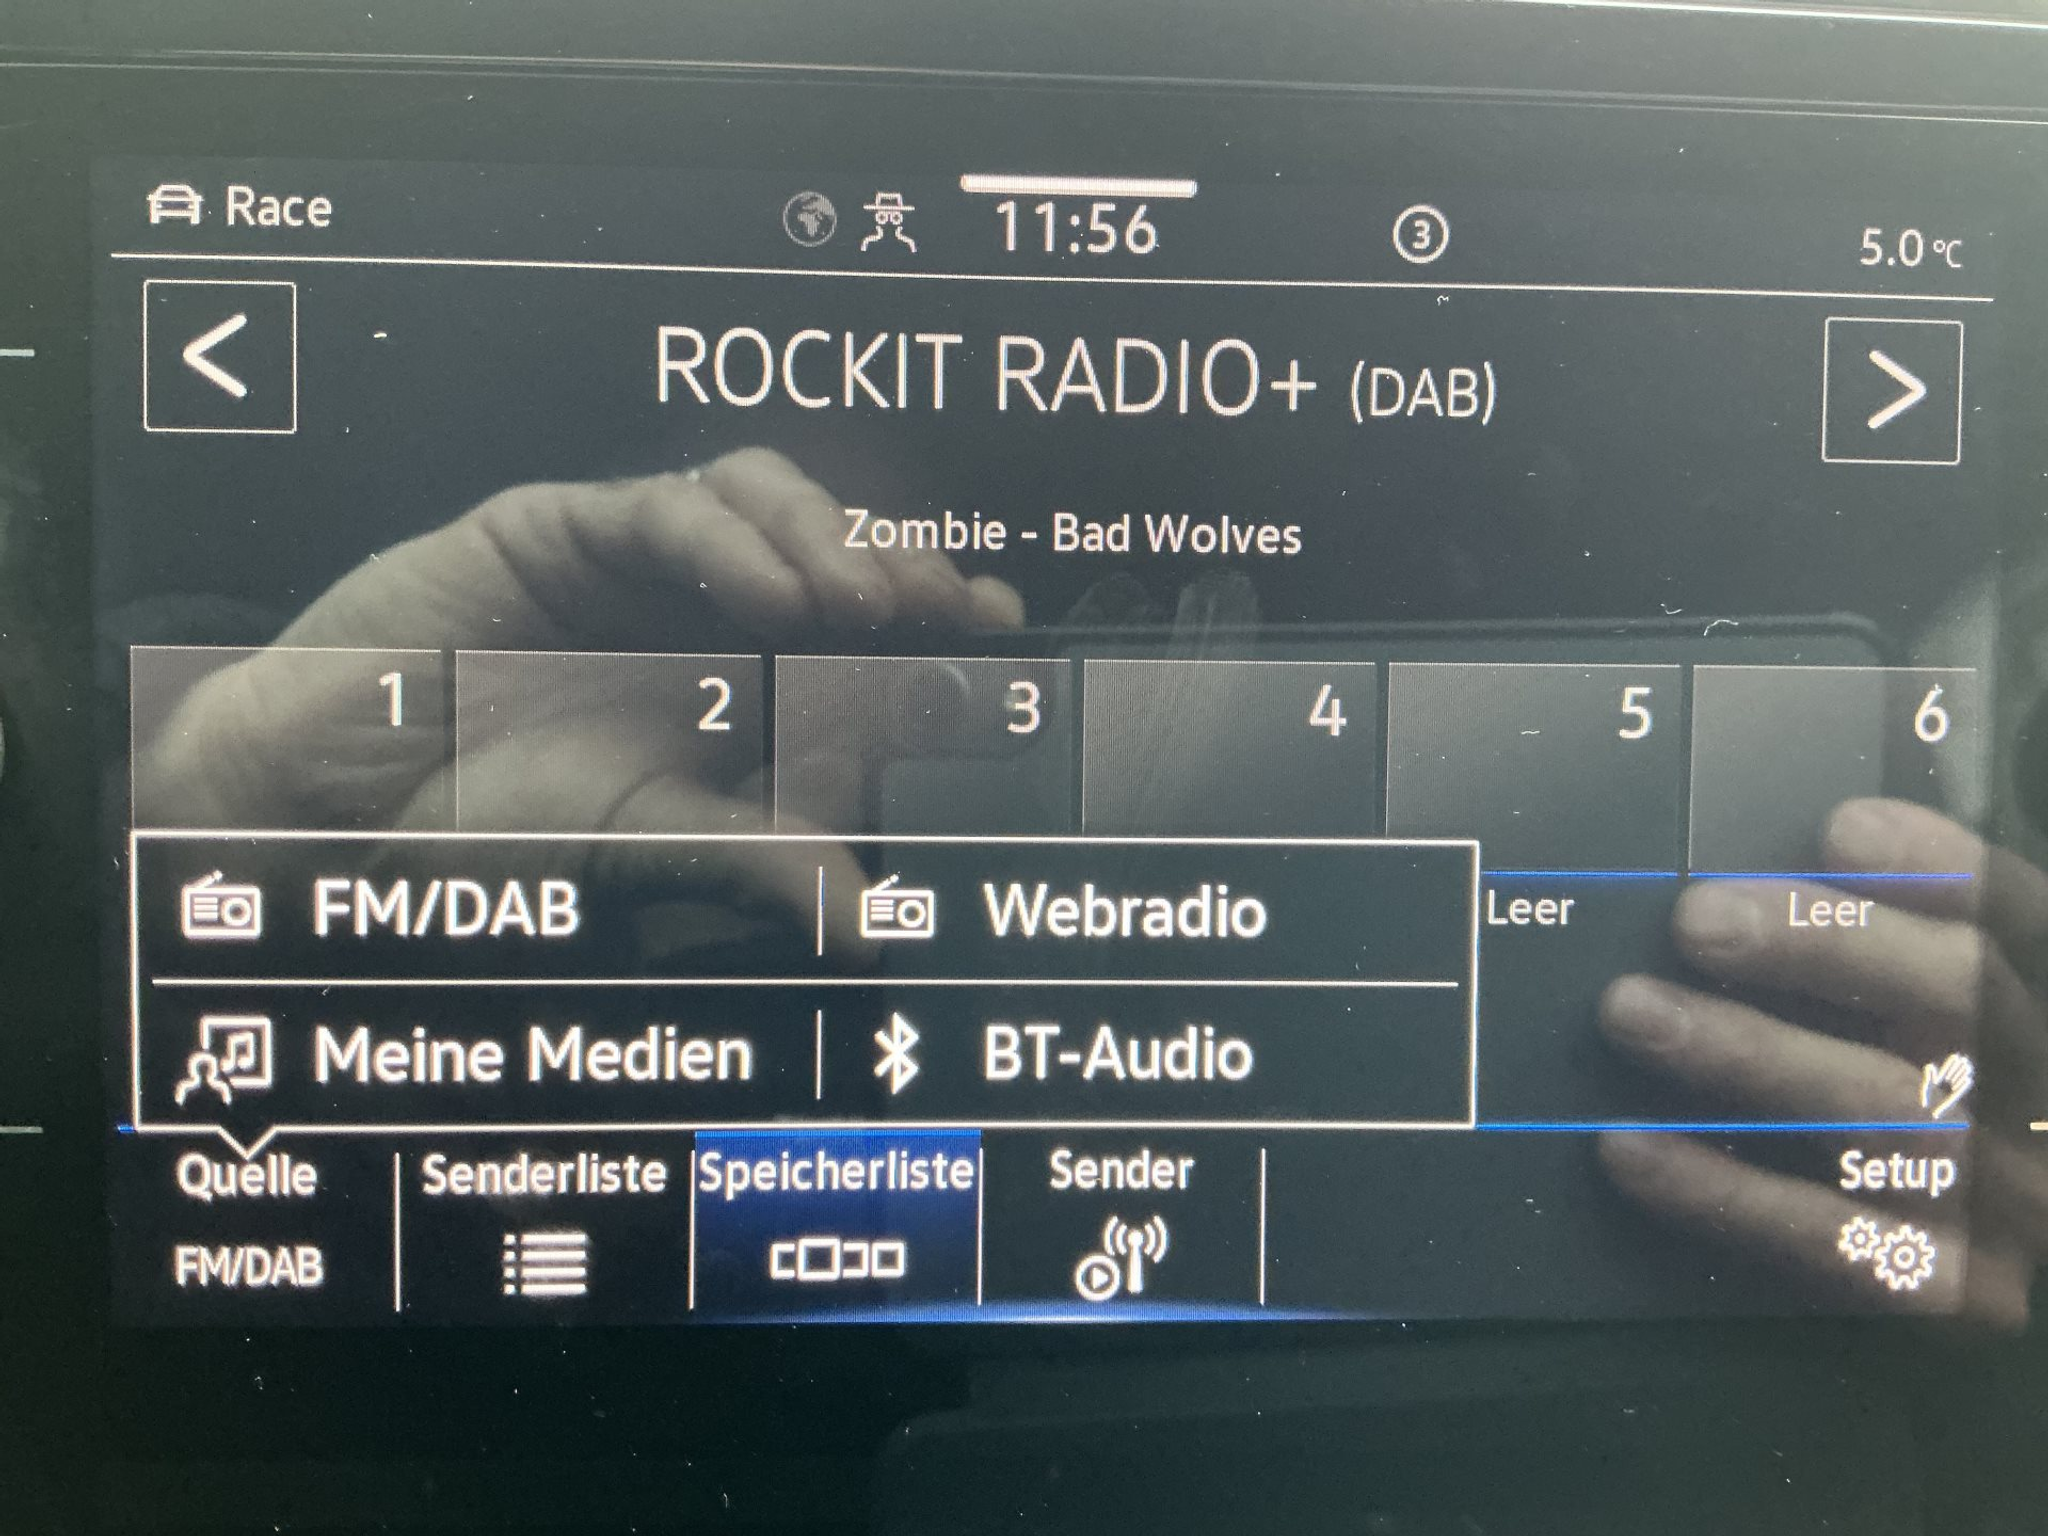 Race
11:56
3
5.0 °C
<
ROCKIT RADIO+ (DAB)
>
Zombie - Bad Wolves
1 2 3 4 5 6
FM/DAB
Webradio
Leer
Leer
Meine Medien
BT-Audio
Quelle
Senderliste
Speicherliste
Sender
Setup
FM/DAB